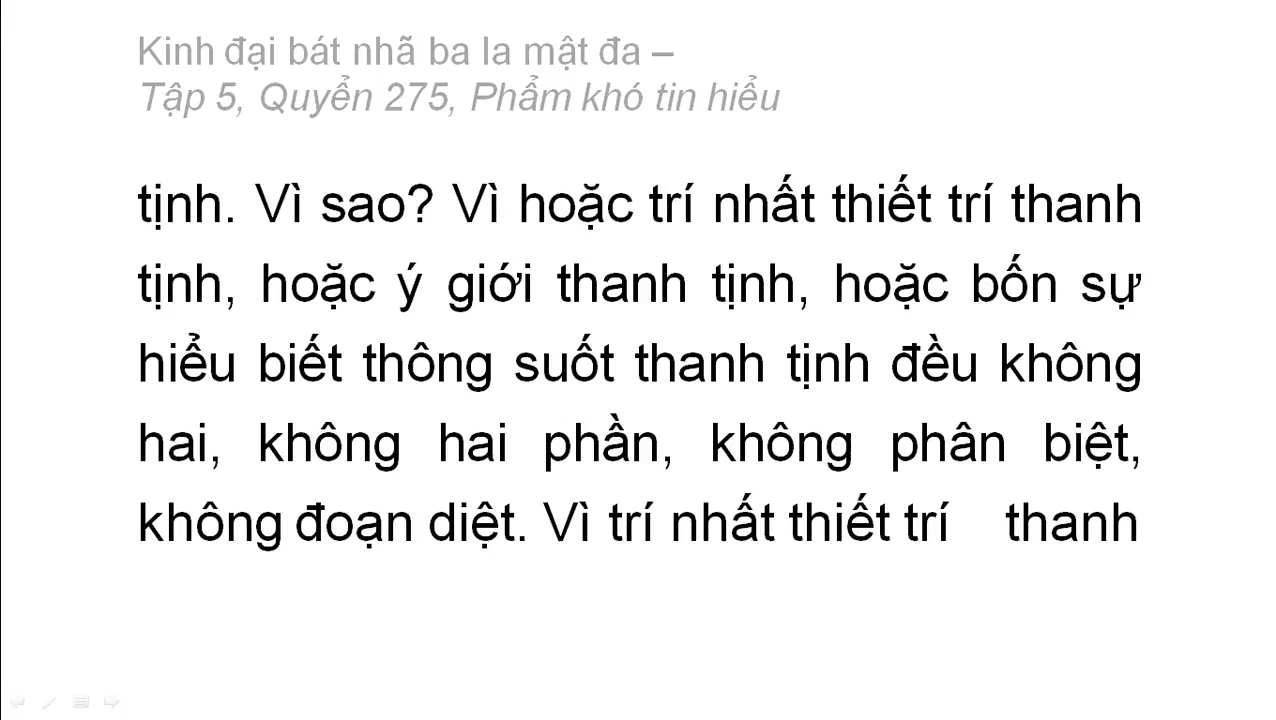 Kinh đại bát nhã ba la mật đa –
Tập 5, Quyển 275, Phẩm khó tin hiểu
tịnh. Vì sao? Vì hoặc trí nhất thiết trí thanh
tịnh, hoặc ý giới thanh tịnh, hoặc bốn sự
hiểu biết thông suốt thanh tịnh đều không
hai, không hai phần, không phân biệt,
không đoạn diệt. Vì trí nhất thiết trí thanh